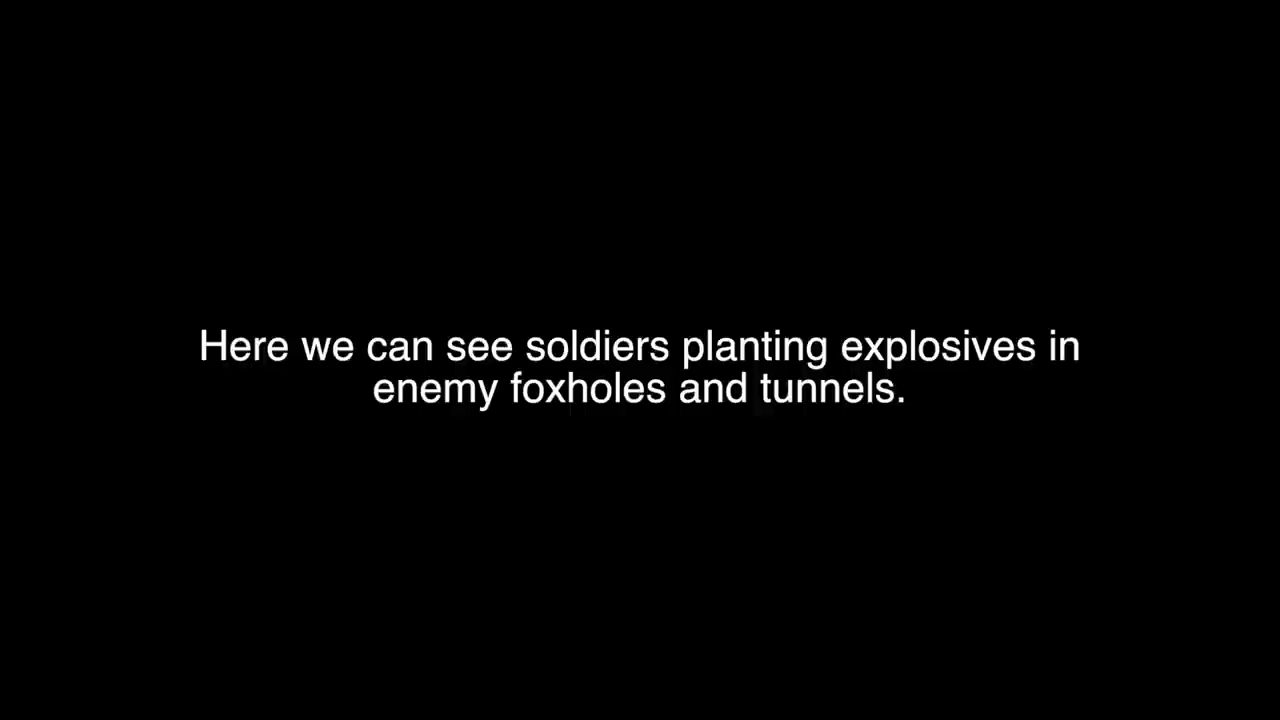 Here we can see soldiers planting explosives in
enemy foxholes and tunnels.